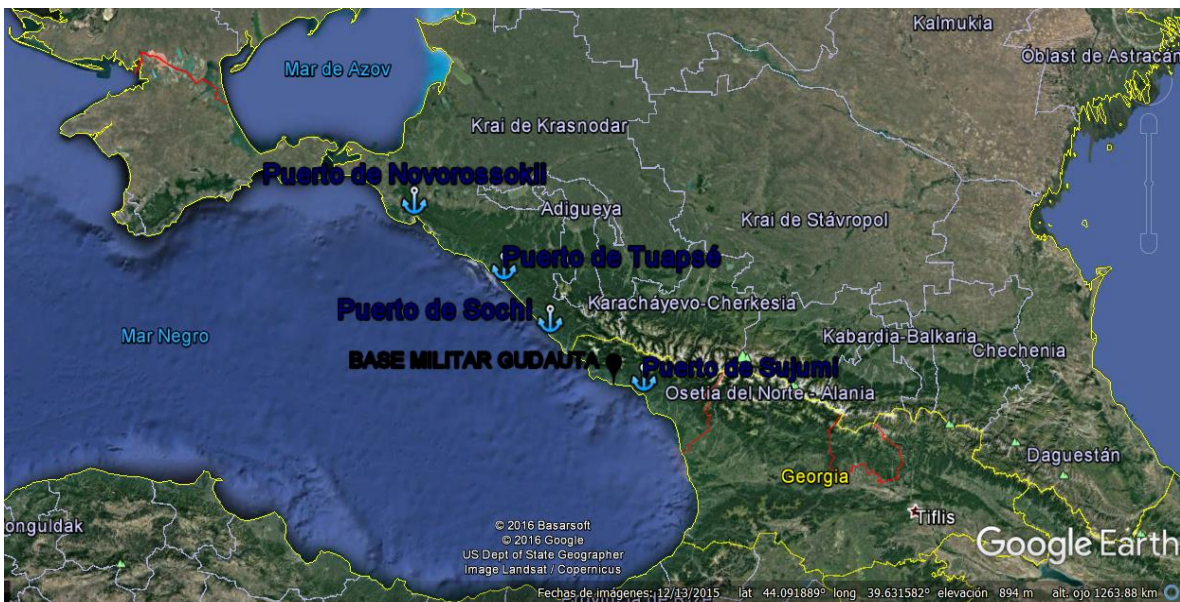 Kalmukia
Óblast de Astracán
Mar de Azov
Krai de Krasnodar
Puerto de Novorossokii
Adigueya
Krai de Stávropol
Puerto de Tuapsé
Karacháyevo-Cherkesia
Puerto de Sochi
Mar Negro
Kabardia-Balkaria
Chechenia
BASE MILITAR GUDAUTA
Puerto de Sujumi
Osetia del Norte - Alania
Daguestán
Georgia
Tiflis
onguldak
© 2016 Basarsoft
© 2016 Google
US Dept of State Geographer
Image Landsat / Copernicus
Google Earth
Fechas de imágenes: 12/13/2015 lat 44.091889° long 39.631582° elevación 894 m alt. ojo 1263.88 km